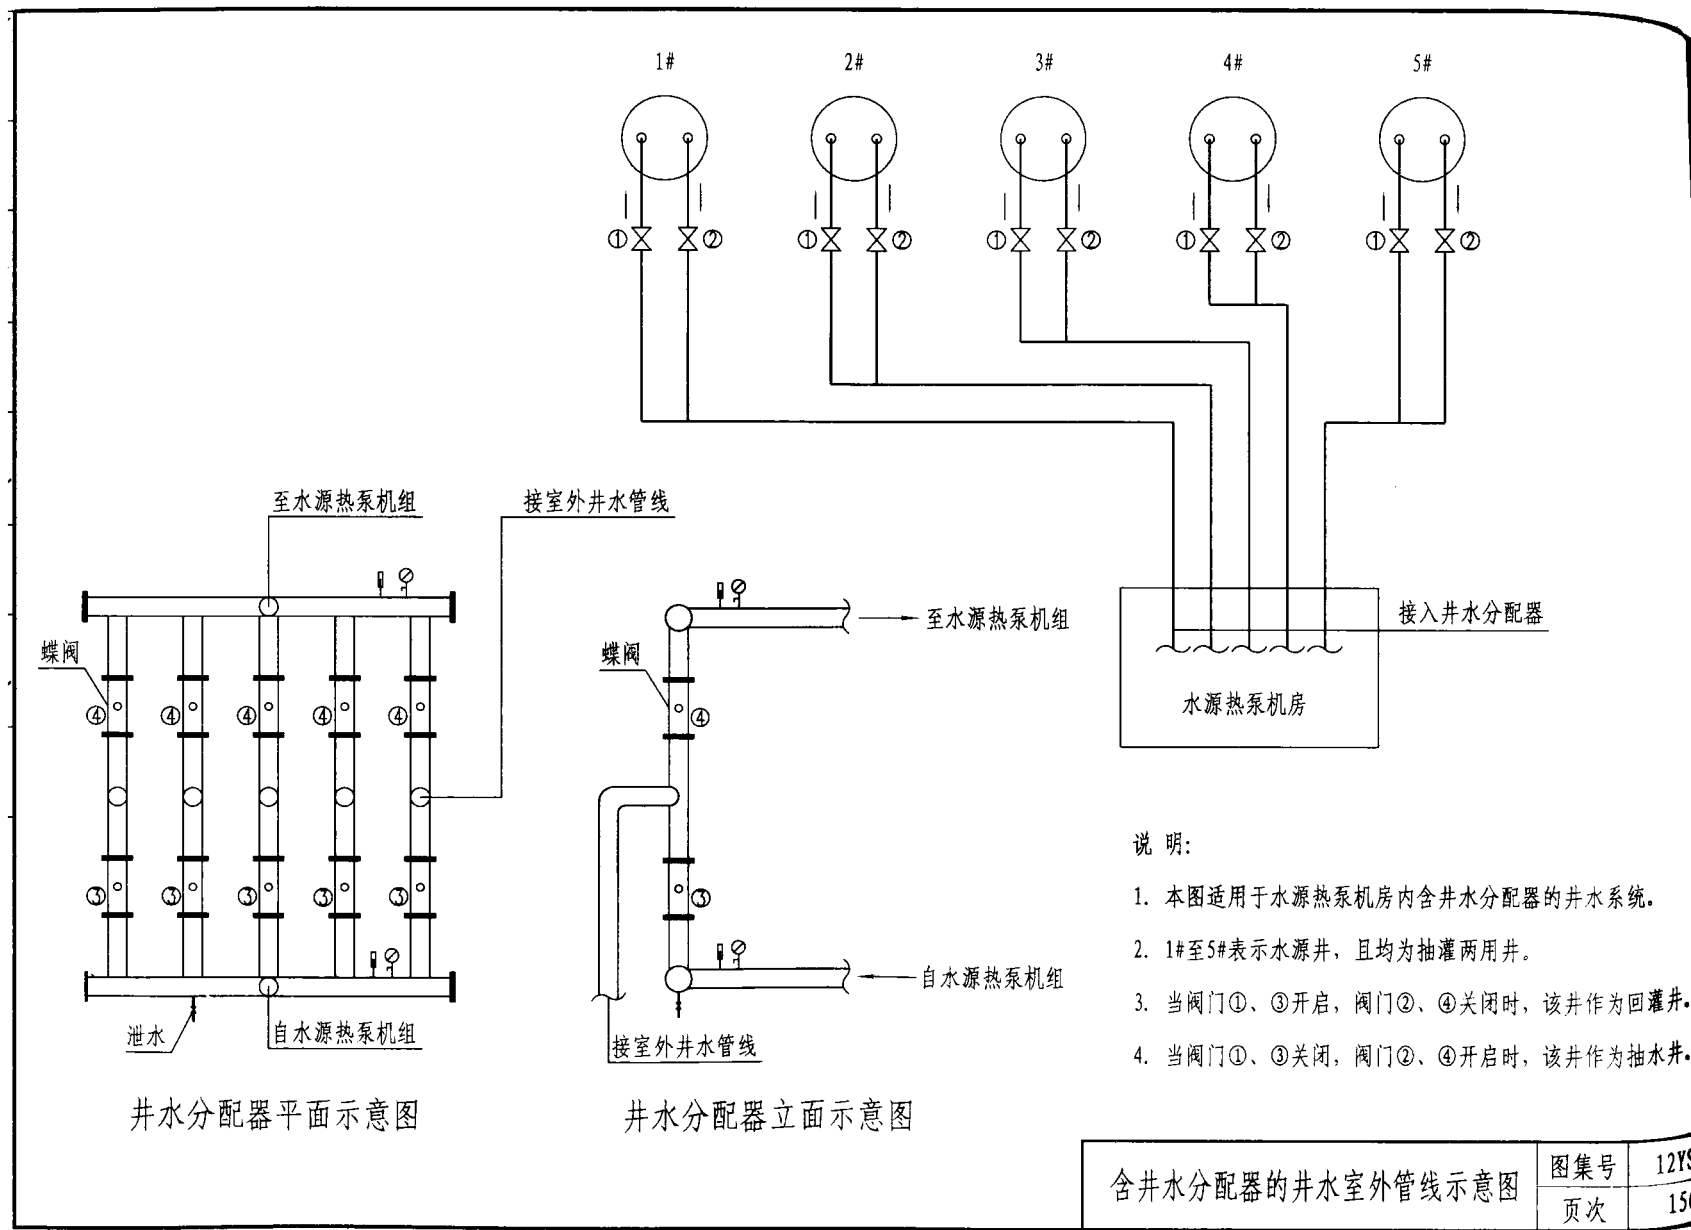 1# 2# 3# 4# 5#
① ② ① ② ① ② ① ② ① ②
至水源热泵机组
接室外井水管线
蝶阀
④ ④ ④ ④ ④
③ ③ ③ ③ ③
泄水
自水源热泵机组
井水分配器平面示意图
至水源热泵机组
蝶阀
④
③
自水源热泵机组
接室外井水管线
井水分配器立面示意图
接入井水分配器
水源热泵机房
说 明:
1. 本图适用于水源热泵机房内含井水分配器的井水系统。
2. 1#至5#表示水源井，且均为抽灌两用井。
3. 当阀门①、③开启，阀门②、④关闭时，该井作为回灌井。
4. 当阀门①、③关闭，阀门②、④开启时，该井作为抽水井。
含井水分配器的井水室外管线示意图
图集号
页次